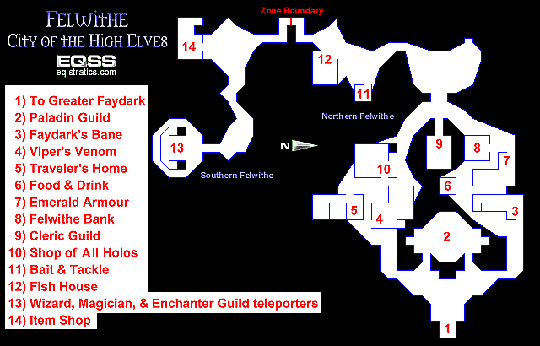 Felwithe
City of the High Elves
EQSS
eq.stratics.com
Zone Boundary
1) To Greater Faydark
2) Paladin Guild
3) Faydark's Bane
4) Viper's Venom
5) Traveler's Home
6) Food & Drink
7) Emerald Armour
8) Felwithe Bank
9) Cleric Guild
10) Shop of All Holos
11) Bait & Tackle
12) Fish House
13) Wizard, Magician, & Enchanter Guild teleporters
14) Item Shop
14
12
11
Northern Felwithe
13
N
Southern Felwithe
9
8
7
10
6
5
4
3
2
1